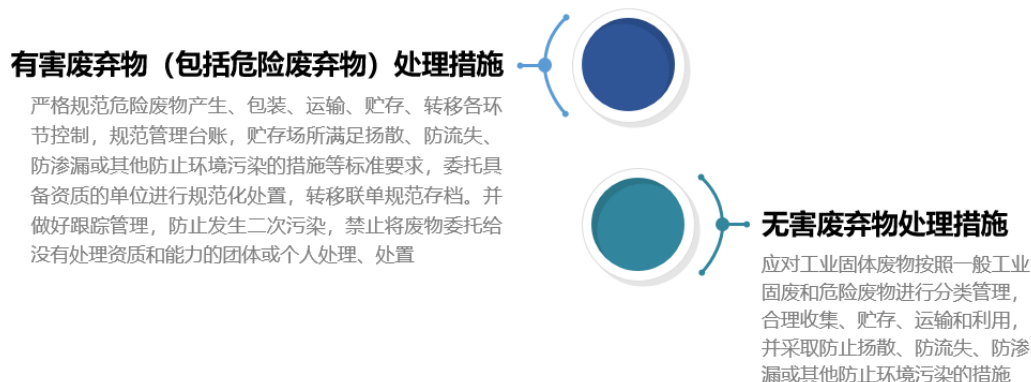 有害废弃物（包括危险废弃物）处理措施
严格规范危险废物产生、包装、运输、贮存、转移各环
节控制，规范管理台账，贮存场所满足扬散、防流失、
防渗漏或其他防止环境污染的措施等标准要求，委托具
备资质的单位进行规范化处置，转移联单规范存档。并
做好跟踪管理，防止发生二次污染，禁止将废物委托给
没有处理资质和能力的团体或个人处理、处置
无害废弃物处理措施
应对工业固体废物按照一般工业
固废和危险废物进行分类管理，
合理收集、贮存、运输和利用，
并采取防止扬散、防流失、防渗
漏或其他防止环境污染的措施